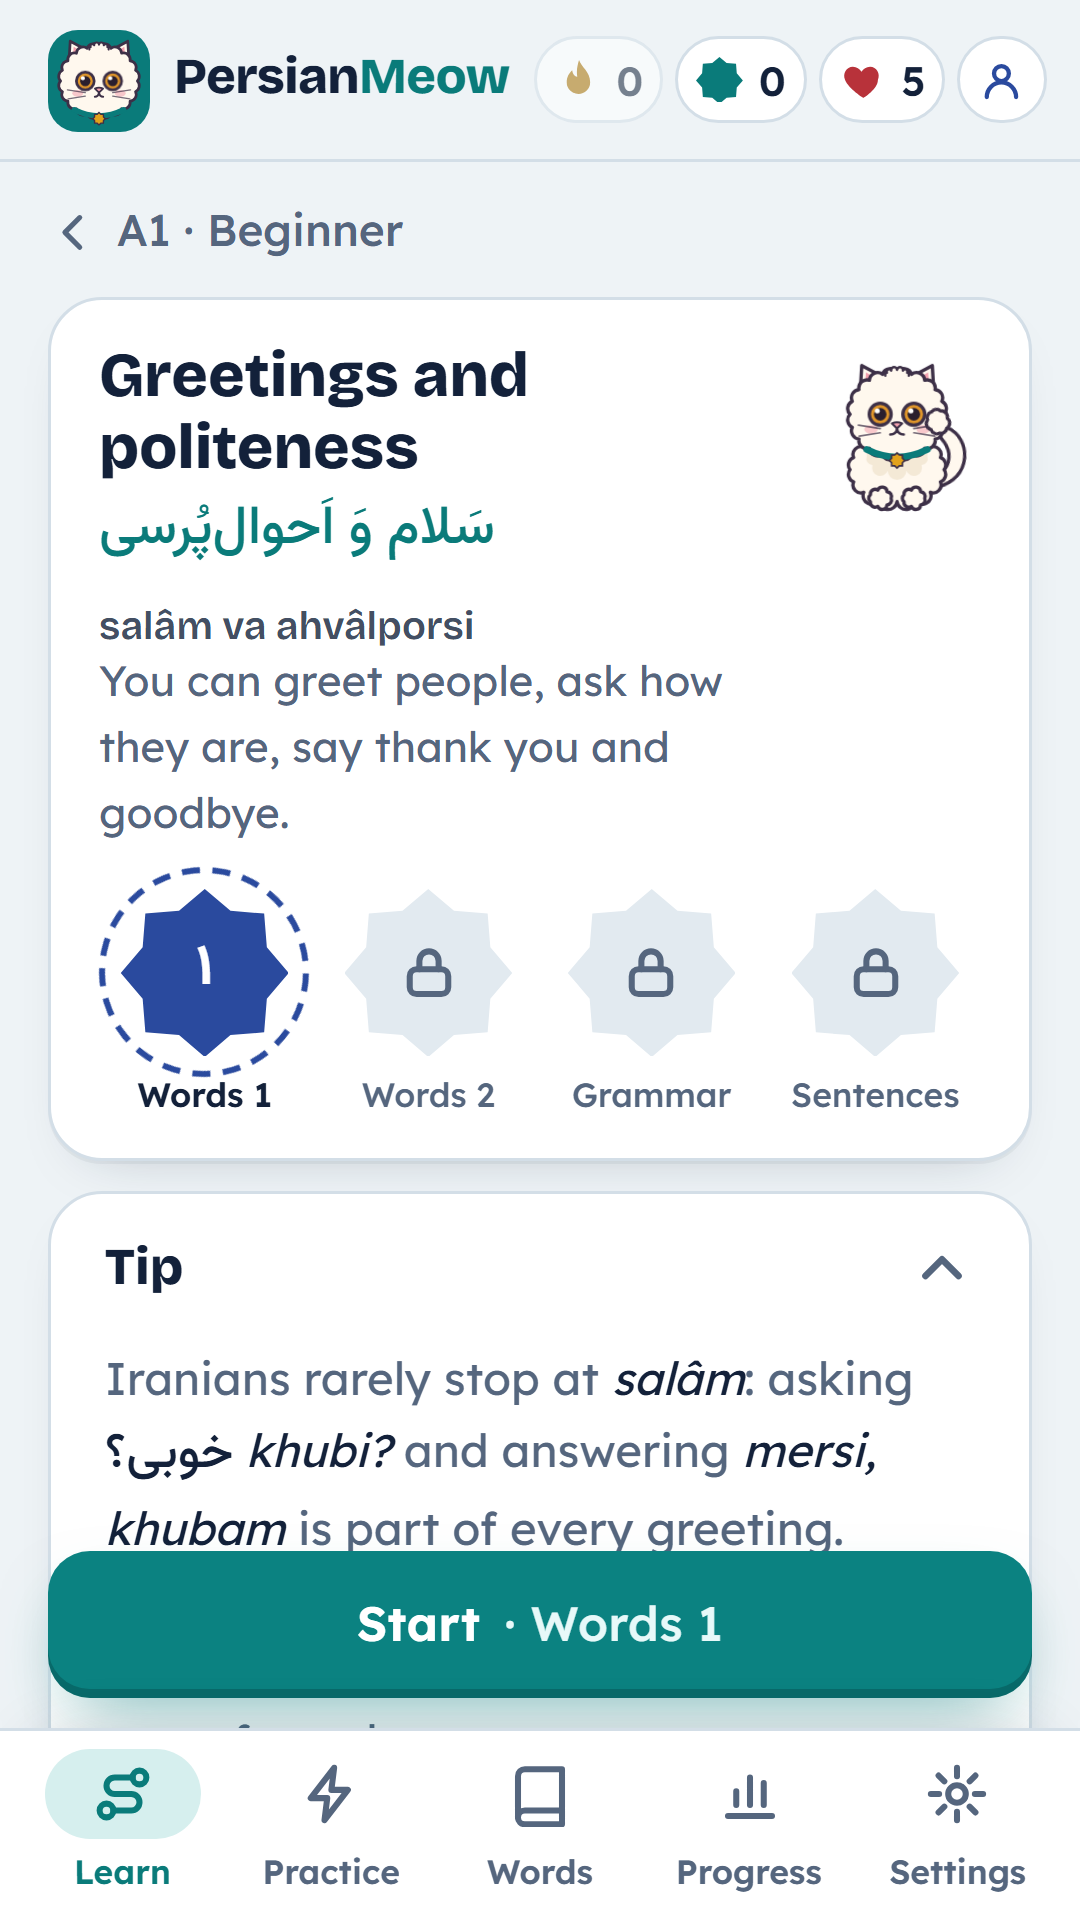 PersianMeow 0 0 5
A1 · Beginner
Greetings and
politeness
سَلام وَ اَحوال‌پُرسی
salâm va ahvâlporsi
You can greet people, ask how
they are, say thank you and
goodbye.
۱
Words 1 Words 2 Grammar Sentences
Tip
Iranians rarely stop at salâm: asking
خوبی؟ khubi? and answering mersi,
khubam is part of every greeting.
Start · Words 1
Learn Practice Words Progress Settings